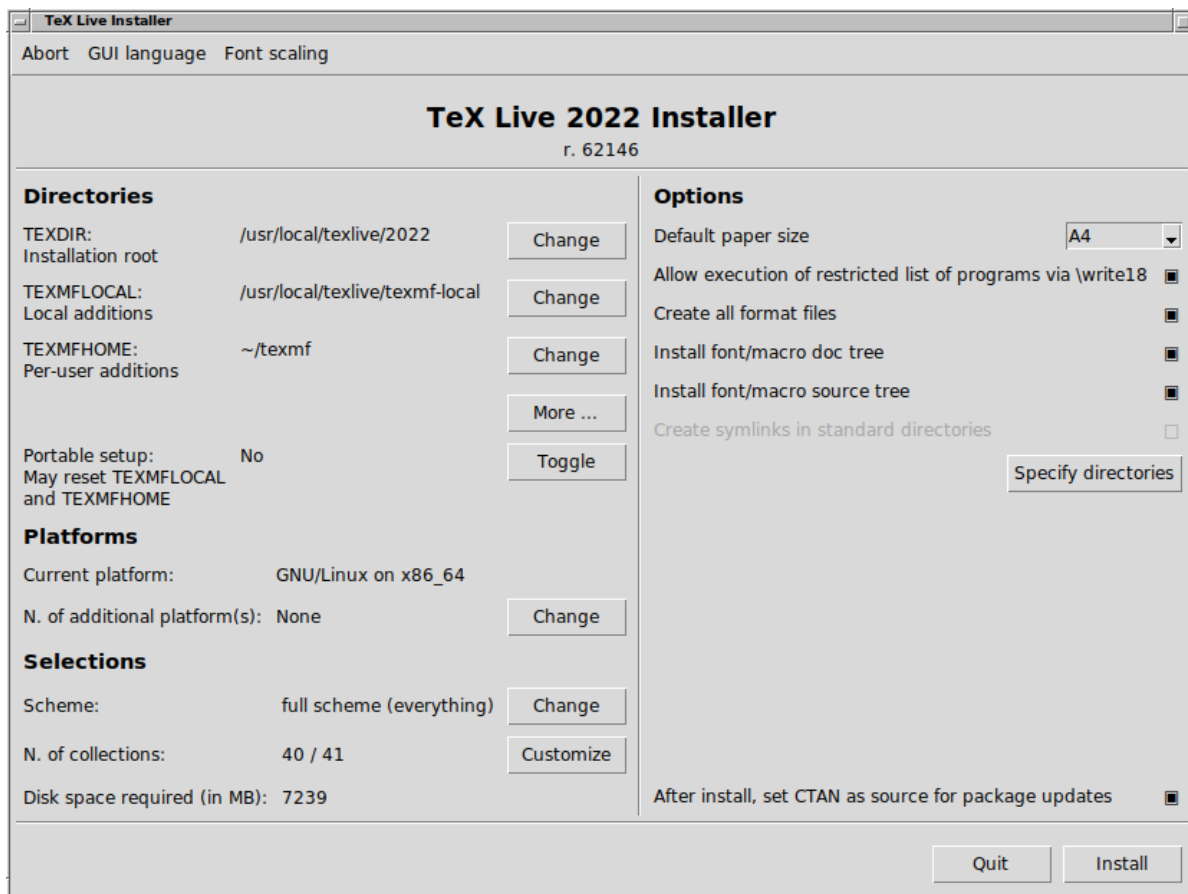 TeX Live Installer
Abort GUI language Font scaling
TeX Live 2022 Installer
r. 62146
Directories
TEXDIR: /usr/local/texlive/2022 Change
Installation root
TEXMFLOCAL: /usr/local/texlive/texmf-local Change
Local additions
TEXMFHOME: ~/texmf Change
Per-user additions
More ...
Portable setup: No Toggle
May reset TEXMFLOCAL
and TEXMFHOME
Platforms
Current platform: GNU/Linux on x86_64
N. of additional platform(s): None Change
Selections
Scheme: full scheme (everything) Change
N. of collections: 40 / 41 Customize
Disk space required (in MB): 7239
Options
Default paper size A4
Allow execution of restricted list of programs via \write18
Create all format files
Install font/macro doc tree
Install font/macro source tree
Create symlinks in standard directories
Specify directories
After install, set CTAN as source for package updates
Quit Install